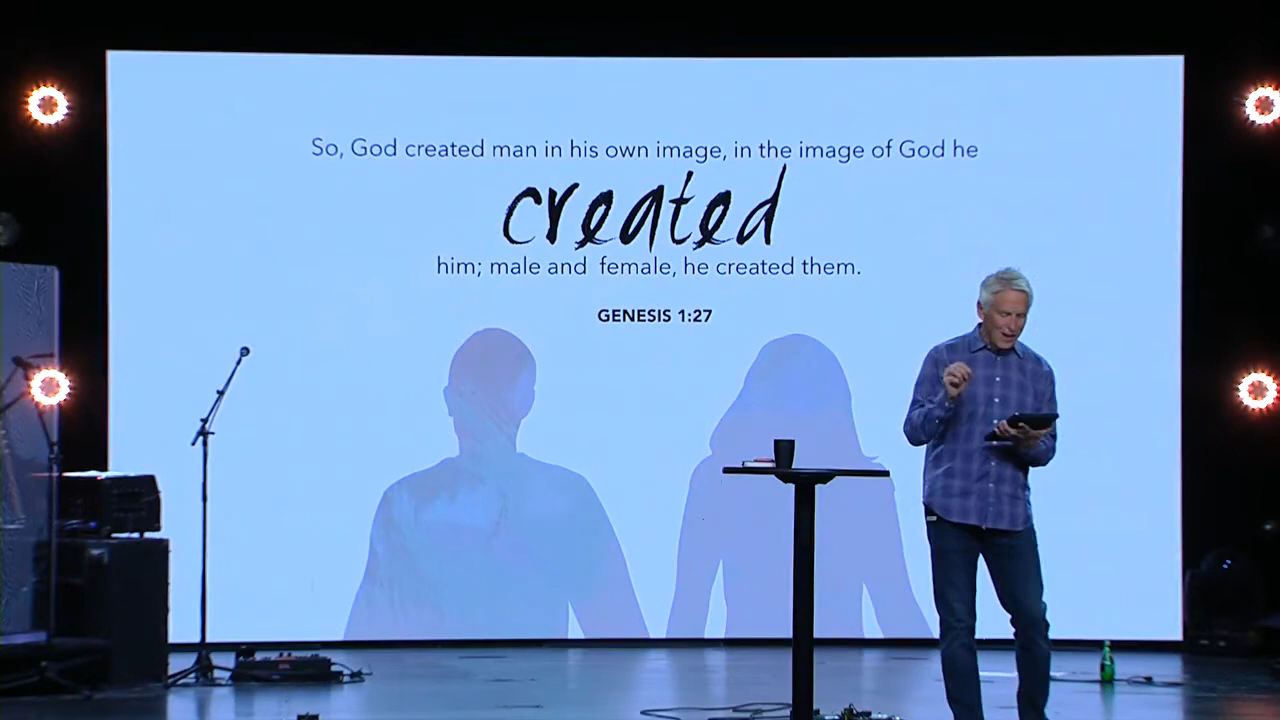 So, God created man in his own image, in the image of God he
created
him; male and female, he created them.
GENESIS 1:27